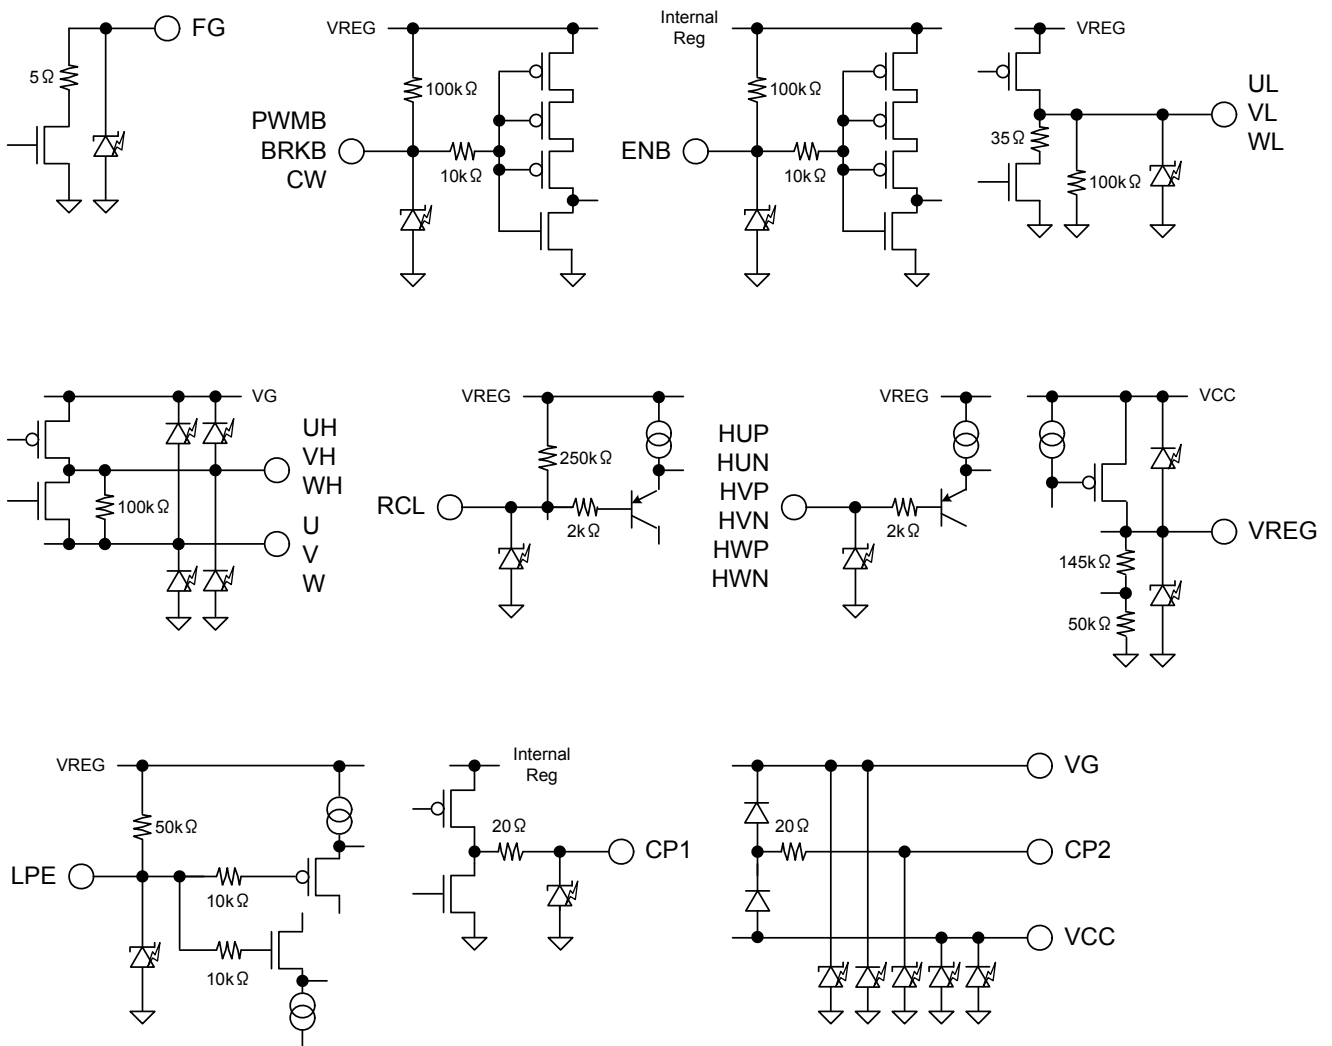 FG
5Ω
VREG
100kΩ
PWMB
BRKB
CW
10kΩ
Internal
Reg
100kΩ
ENB
10kΩ
VREG
UL
VL
WL
35Ω
100kΩ
VG
UH
VH
WH
100kΩ
U
V
W
VREG
250kΩ
RCL
2kΩ
VREG
HUP
HUN
HVP
HVN
HWP
HWN
2kΩ
VCC
VREG
145kΩ
50kΩ
VREG
50kΩ
LPE
10kΩ
10kΩ
Internal
Reg
20Ω
CP1
VG
20Ω
CP2
VCC